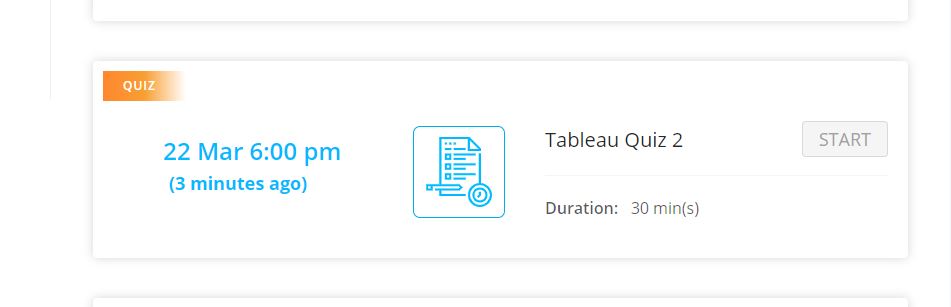 QUIZ
22 Mar 6:00 pm
(3 minutes ago)
Tableau Quiz 2
START
Duration: 30 min(s)